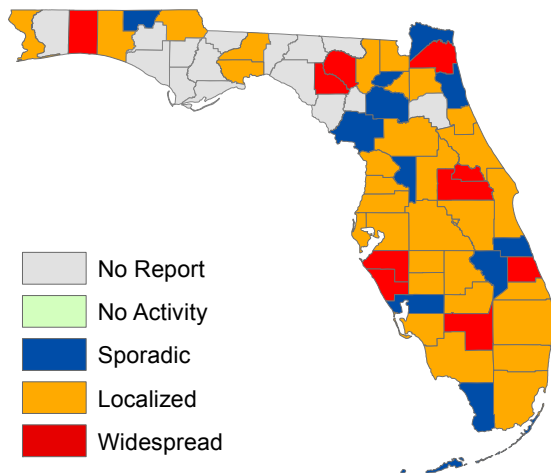 No Report
No Activity
Sporadic
Localized
Widespread